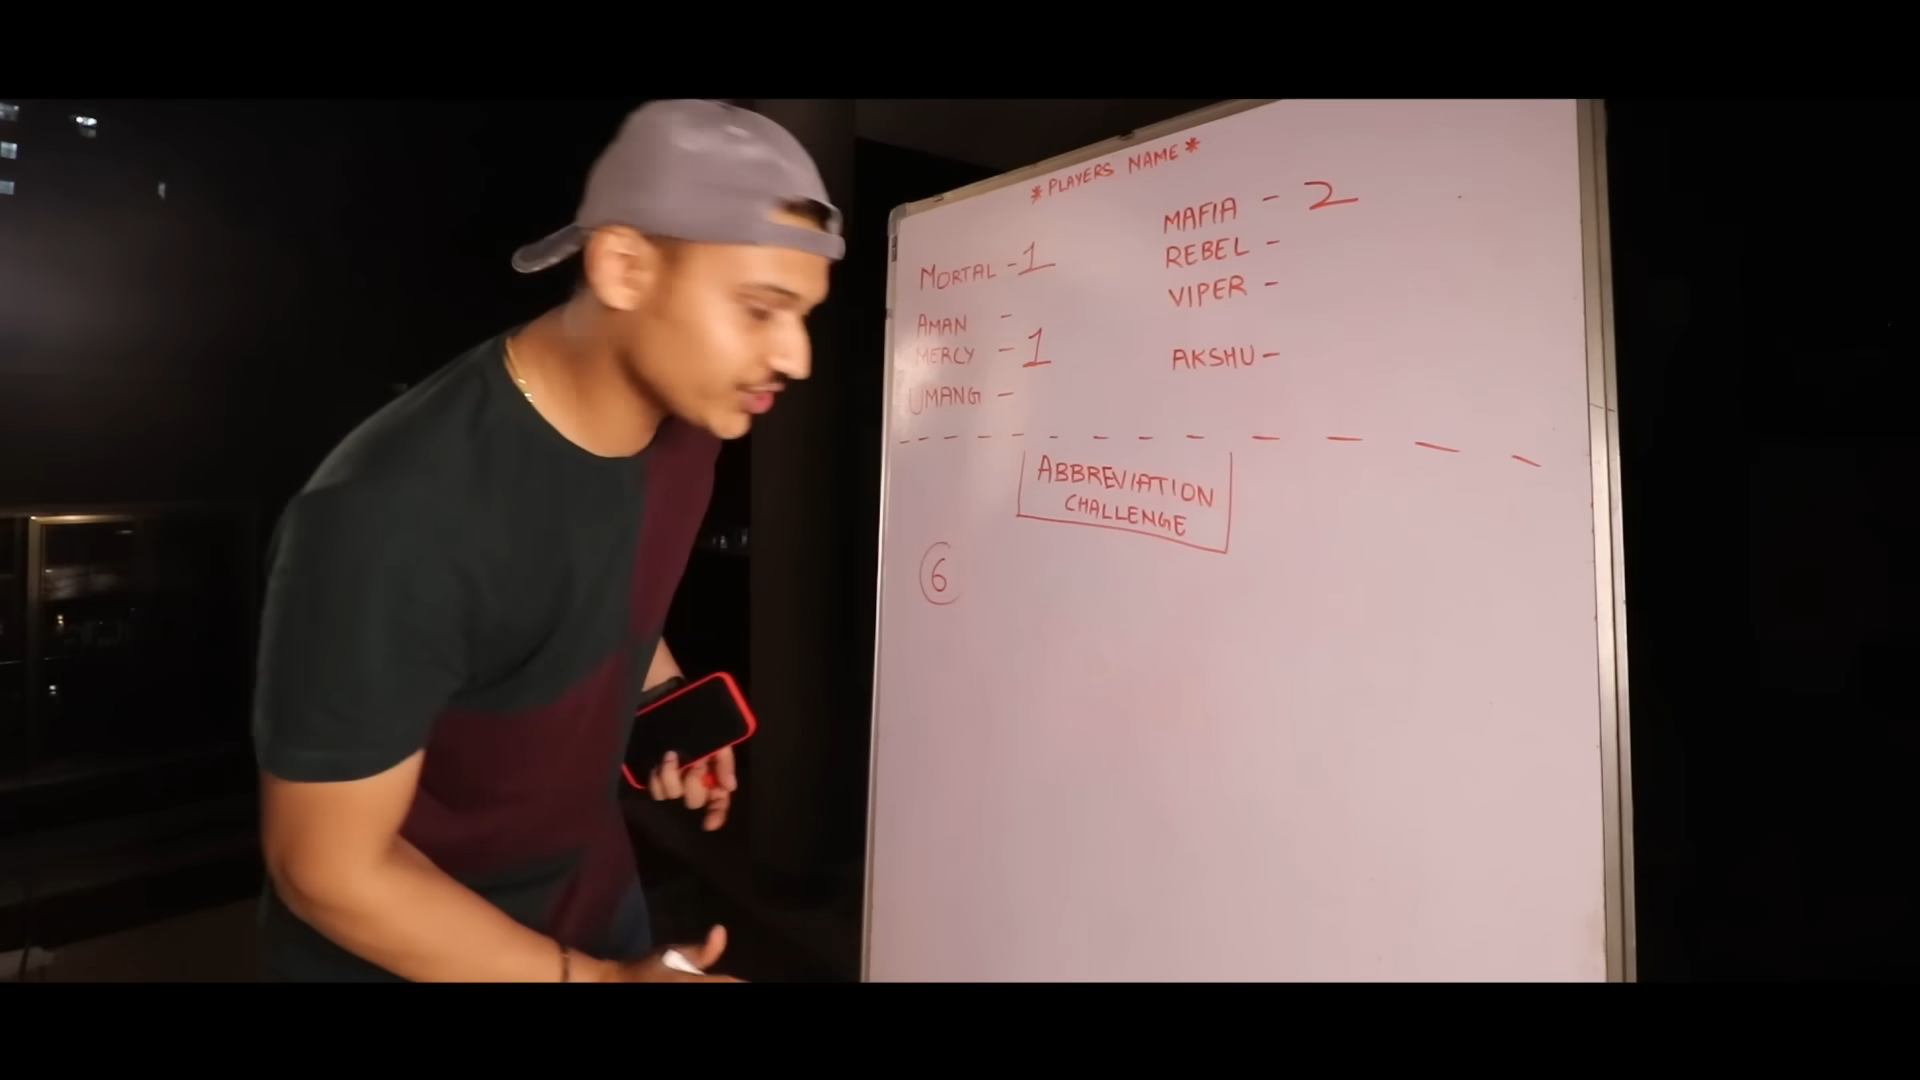 *PLAYERS NAME*
MORTAL - 1
AMAN -
MERCY - 1
UMANG -
MAFIA - 2
REBEL -
VIPER -
AKSHU -
ABBREVIATION
CHALLENGE
6